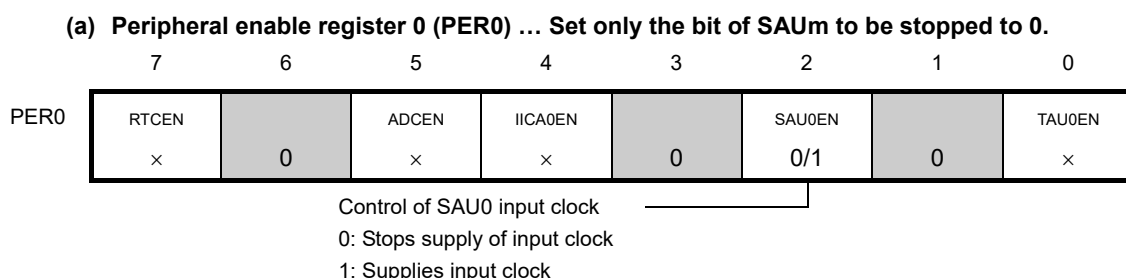 (a) Peripheral enable register 0 (PER0) … Set only the bit of SAUm to be stopped to 0.
7 6 5 4 3 2 1 0
PER0 RTCEN ADCEN IICA0EN SAU0EN TAU0EN
× 0 × × 0 0/1 0 ×
Control of SAU0 input clock
0: Stops supply of input clock
1: Supplies input clock